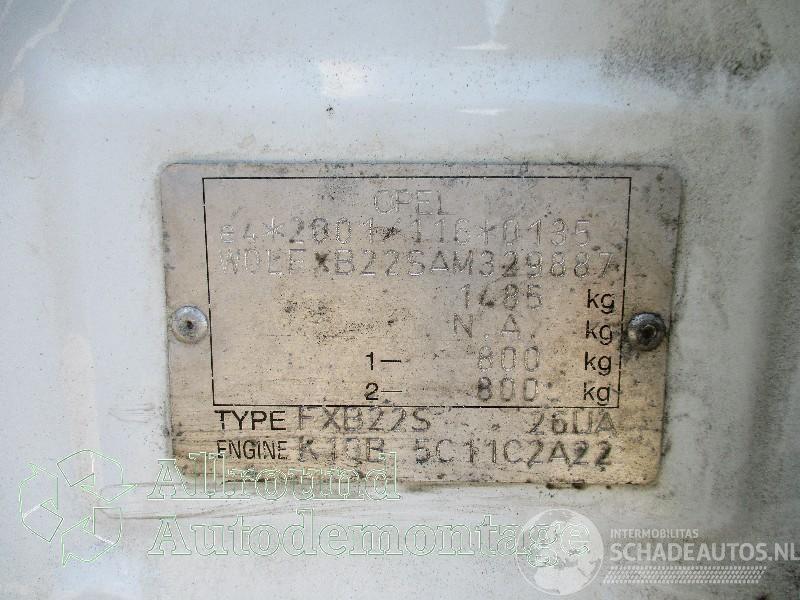 OPEL
e4*2001/116*0135
W0LFXB22SAM329887
1485 kg
N.A. kg
1— 800 kg
2— 800 kg
TYPE FXB22S 26UA
ENGINE K10B 5C11C2A22
Allround
Autodemontage
INTERMOBILITAS
SCHADEAUTOS.NL